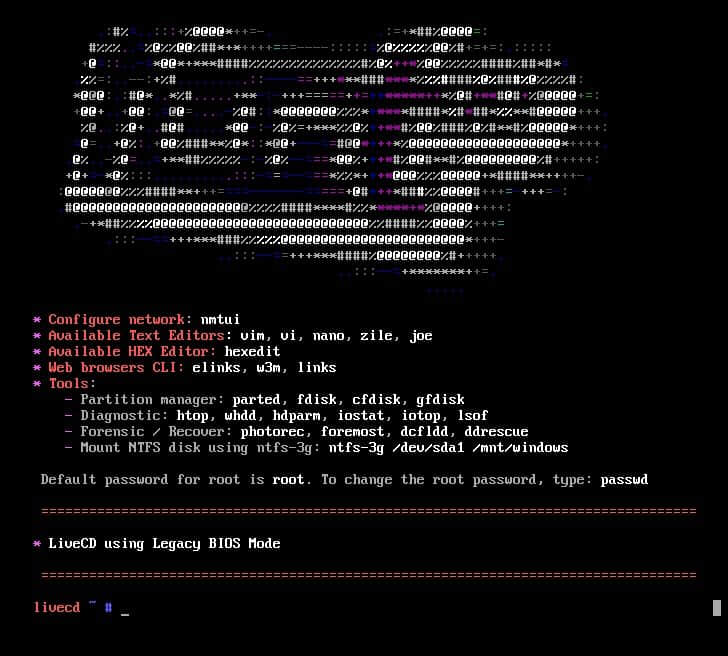 * Configure network: nmtui
* Available Text Editors: vim, vi, nano, zile, joe
* Available HEX Editor: hexedit
* Web browsers CLI: elinks, w3m, links
* Tools:
- Partition manager: parted, fdisk, cfdisk, gfdisk
- Diagnostic: htop, whdd, hdparm, iostat, iotop, lsof
- Forensic / Recover: photorec, foremost, dcfldd, ddrescue
- Mount NTFS disk using ntfs-3g: ntfs-3g /dev/sda1 /mnt/windows
Default password for root is root. To change the root password, type: passwd
==================================================================================
* LiveCD using Legacy BIOS Mode
==================================================================================
livecd ~ # _